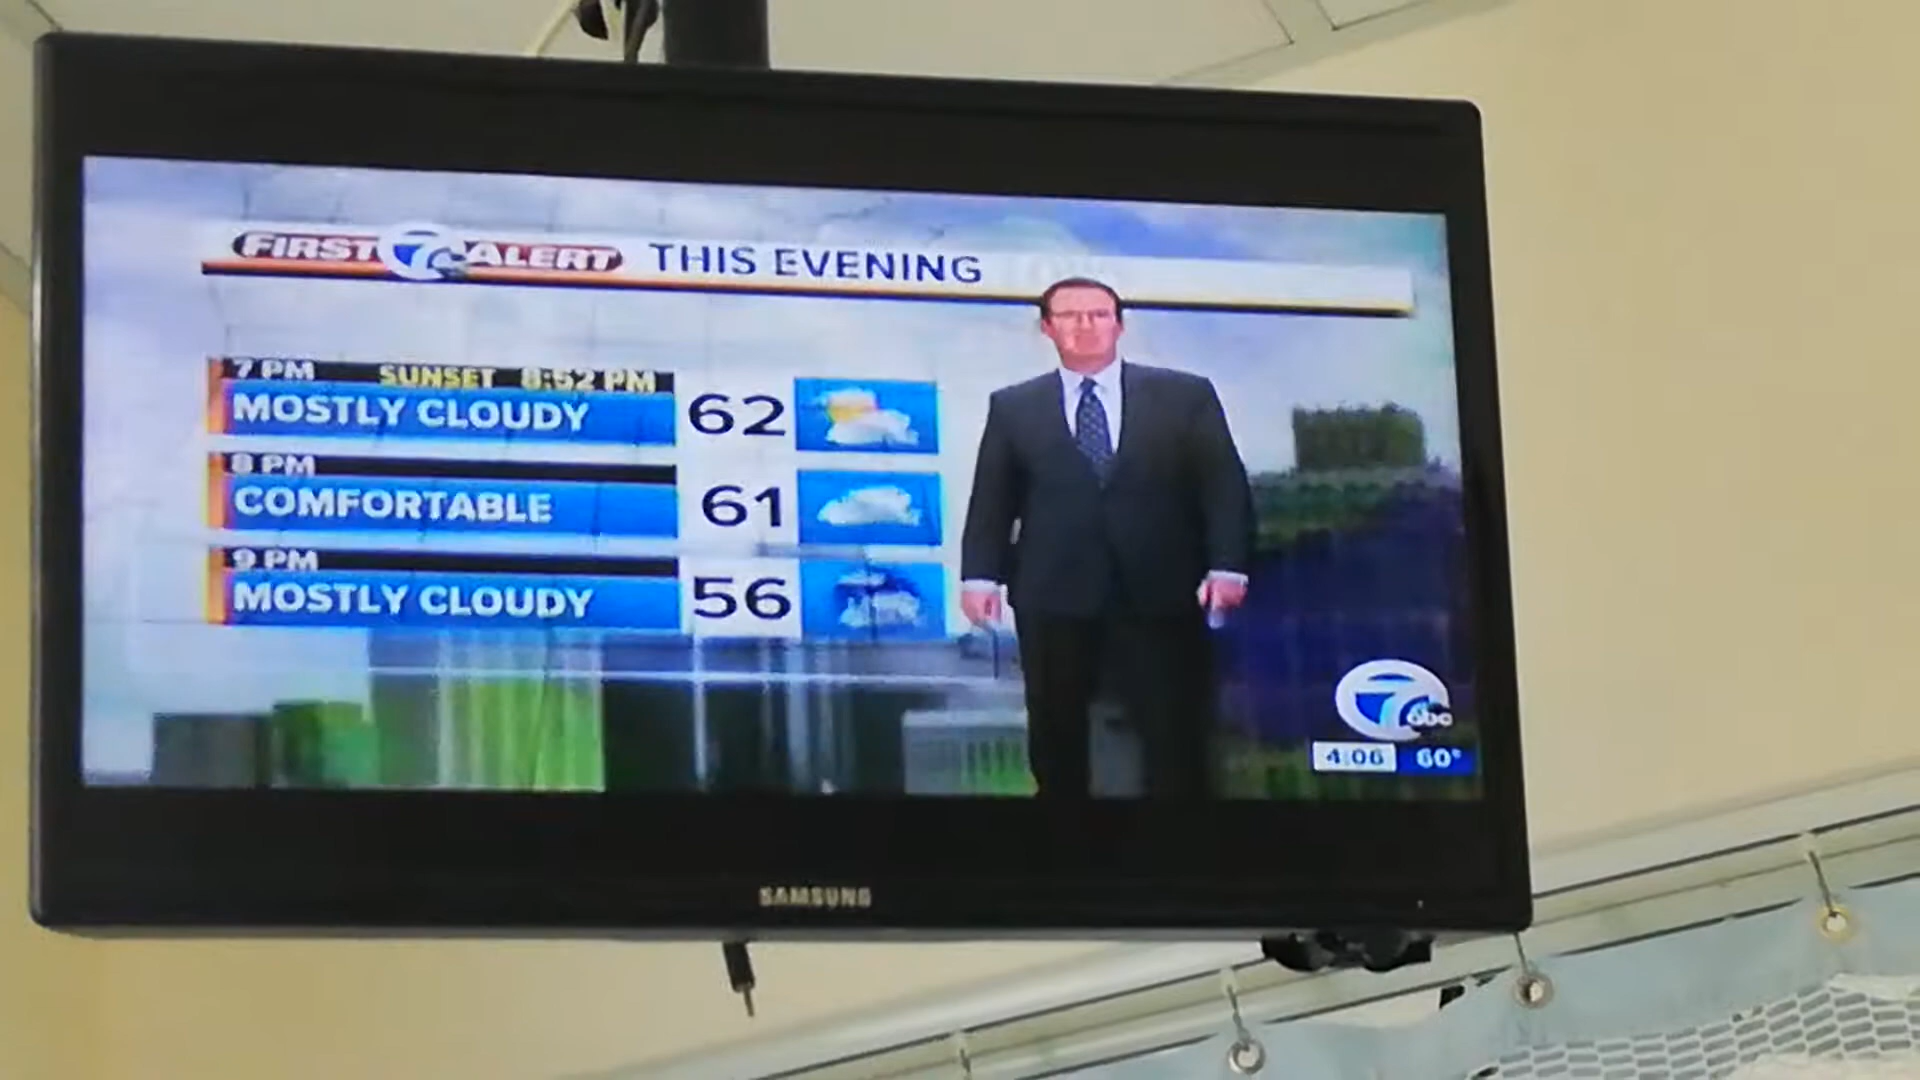 FIRST 7 ALERT THIS EVENING
7 PM SUNSET 8:52 PM
MOSTLY CLOUDY 62
8 PM
COMFORTABLE 61
9 PM
MOSTLY CLOUDY 56
7 abc
4:06 60°
SAMSUNG